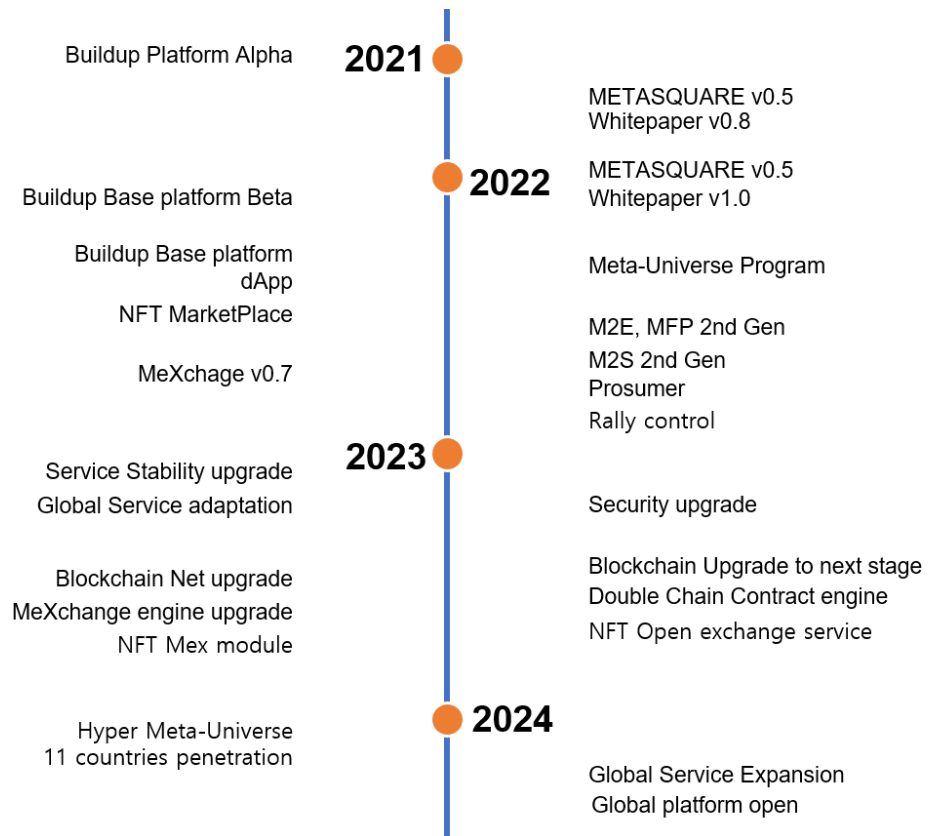 Buildup Platform Alpha
2021
METASQUARE v0.5
Whitepaper v0.8
2022
METASQUARE v0.5
Whitepaper v1.0
Buildup Base platform Beta
Buildup Base platform
dApp
NFT MarketPlace
Meta-Universe Program
M2E, MFP 2nd Gen
MeXchage v0.7
M2S 2nd Gen
Prosumer
Rally control
2023
Service Stability upgrade
Global Service adaptation
Security upgrade
Blockchain Net upgrade
MeXchange engine upgrade
NFT Mex module
Blockchain Upgrade to next stage
Double Chain Contract engine
NFT Open exchange service
2024
Hyper Meta-Universe
11 countries penetration
Global Service Expansion
Global platform open